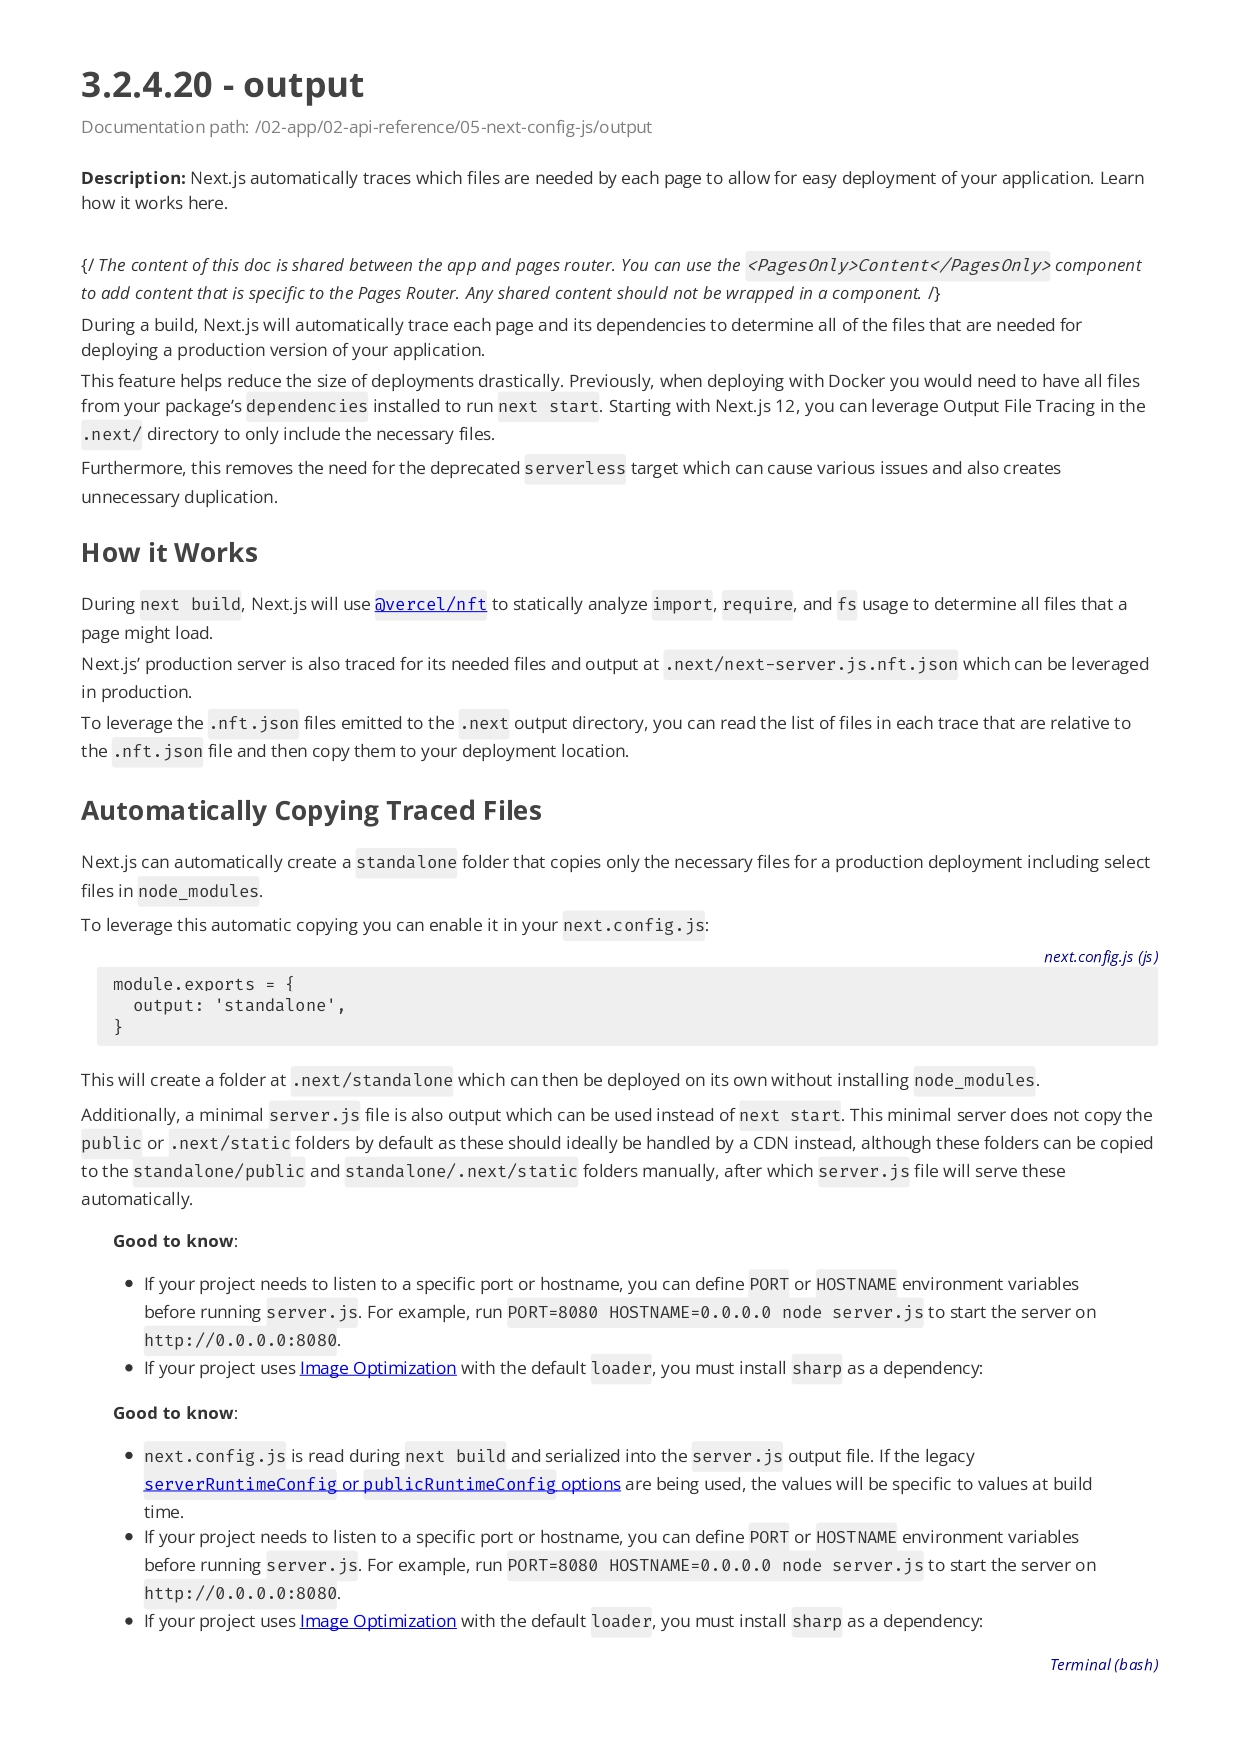 3.2.4.20 - output
Documentation path: /02-app/02-api-reference/05-next-config-js/output
Description: Next.js automatically traces which files are needed by each page to allow for easy deployment of your application. Learn
how it works here.
{/ The content of this doc is shared between the app and pages router. You can use the <PagesOnly>Content</PagesOnly> component
to add content that is specific to the Pages Router. Any shared content should not be wrapped in a component. /}
During a build, Next.js will automatically trace each page and its dependencies to determine all of the files that are needed for
deploying a production version of your application.
This feature helps reduce the size of deployments drastically. Previously, when deploying with Docker you would need to have all files
from your package’s dependencies installed to run next start. Starting with Next.js 12, you can leverage Output File Tracing in the
.next/ directory to only include the necessary files.
Furthermore, this removes the need for the deprecated serverless target which can cause various issues and also creates
unnecessary duplication.
How it Works
During next build, Next.js will use @vercel/nft to statically analyze import, require, and fs usage to determine all files that a
page might load.
Next.js’ production server is also traced for its needed files and output at .next/next-server.js.nft.json which can be leveraged
in production.
To leverage the .nft.json files emitted to the .next output directory, you can read the list of files in each trace that are relative to
the .nft.json file and then copy them to your deployment location.
Automatically Copying Traced Files
Next.js can automatically create a standalone folder that copies only the necessary files for a production deployment including select
files in node_modules.
To leverage this automatic copying you can enable it in your next.config.js:
next.config.js (js)
module.exports = {
  output: 'standalone',
}
This will create a folder at .next/standalone which can then be deployed on its own without installing node_modules.
Additionally, a minimal server.js file is also output which can be used instead of next start. This minimal server does not copy the
public or .next/static folders by default as these should ideally be handled by a CDN instead, although these folders can be copied
to the standalone/public and standalone/.next/static folders manually, after which server.js file will serve these
automatically.
Good to know:
• If your project needs to listen to a specific port or hostname, you can define PORT or HOSTNAME environment variables
before running server.js. For example, run PORT=8080 HOSTNAME=0.0.0.0 node server.js to start the server on
http://0.0.0.0:8080.
• If your project uses Image Optimization with the default loader, you must install sharp as a dependency:
Good to know:
• next.config.js is read during next build and serialized into the server.js output file. If the legacy
serverRuntimeConfig or publicRuntimeConfig options are being used, the values will be specific to values at build
time.
• If your project needs to listen to a specific port or hostname, you can define PORT or HOSTNAME environment variables
before running server.js. For example, run PORT=8080 HOSTNAME=0.0.0.0 node server.js to start the server on
http://0.0.0.0:8080.
• If your project uses Image Optimization with the default loader, you must install sharp as a dependency:
Terminal (bash)